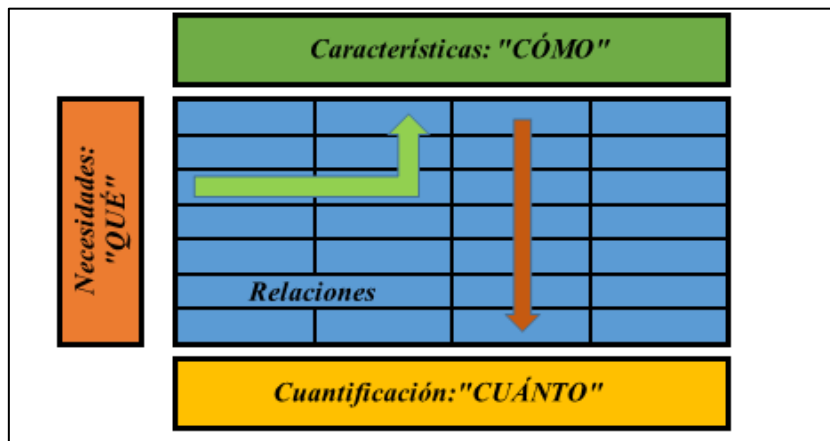 Características: "CÓMO"
Necesidades:
"QUÉ"
Relaciones
Cuantificación:"CUÁNTO"